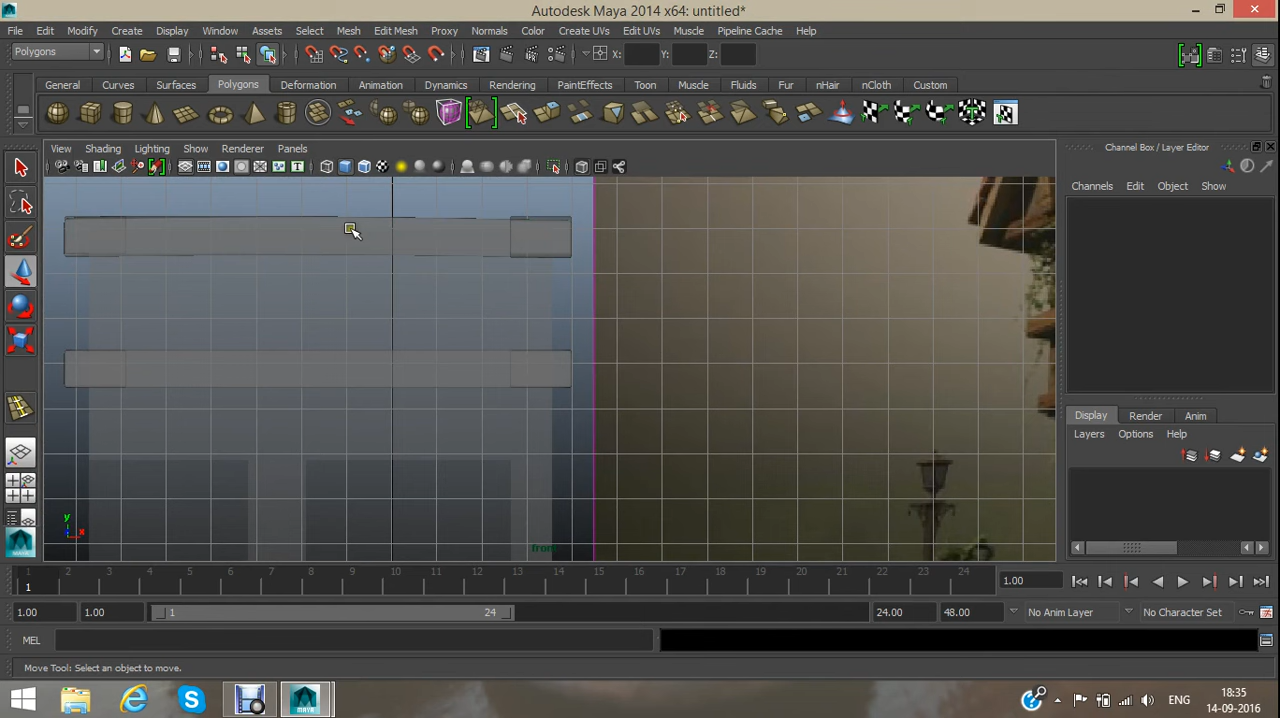 Autodesk Maya 2014 x64: untitled*
File Edit Modify Create Display Window Assets Select Mesh Edit Mesh Proxy Normals Color Create UVs Edit UVs Muscle Pipeline Cache Help
Polygons X: Y: Z:
General Curves Surfaces Polygons Deformation Animation Dynamics Rendering PaintEffects Toon Muscle Fluids Fur nHair nCloth Custom
View Shading Lighting Show Renderer Panels
Channel Box / Layer Editor
Channels Edit Object Show
Display Render Anim
Layers Options Help
y
x
front
1 2 3 4 5 6 7 8 9 10 11 12 13 14 15 16 17 18 19 20 21 22 23 24
1 1.00
1.00 1.00 1 24 24.00 48.00 No Anim Layer No Character Set
MEL
Move Tool: Select an object to move.
ENG 18:35
14-09-2016